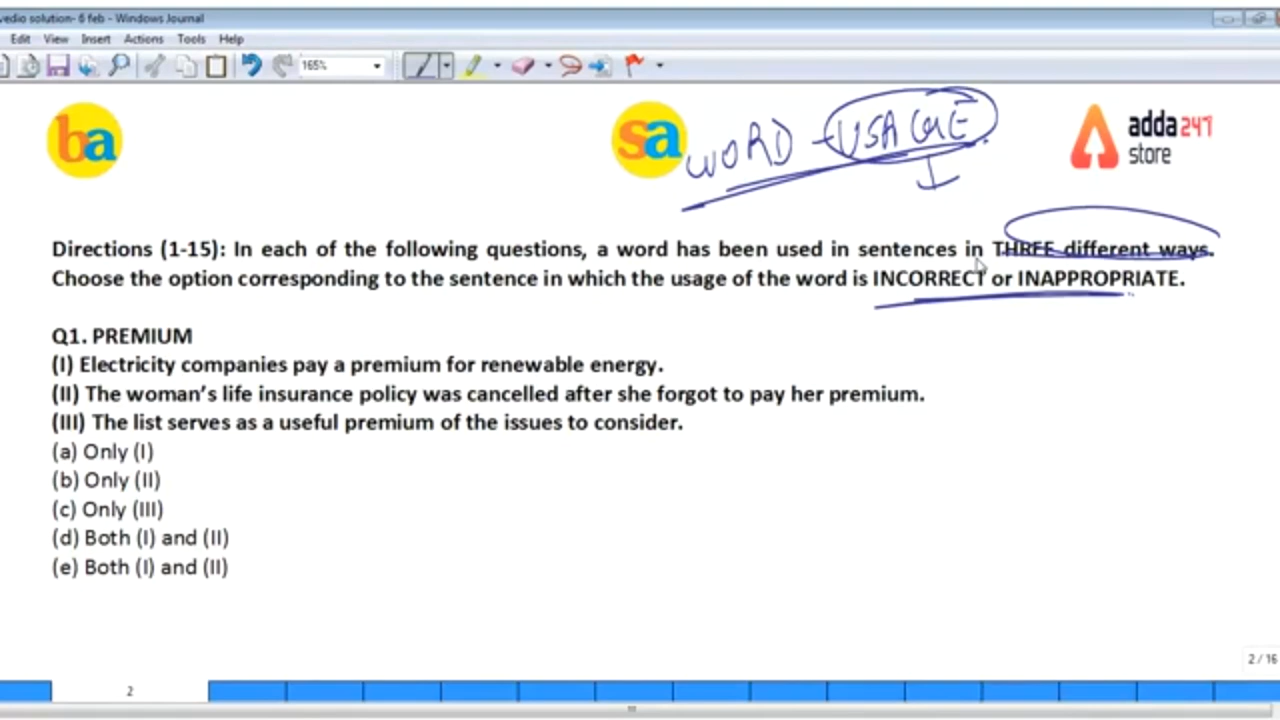 vedio solution- 6 feb - Windows Journal
Edit View Insert Actions Tools Help
165%
ba
sa
WORD - USAGE
adda247
store
Directions (1-15): In each of the following questions, a word has been used in sentences in THREE different ways.
Choose the option corresponding to the sentence in which the usage of the word is INCORRECT or INAPPROPRIATE.
Q1. PREMIUM
(I) Electricity companies pay a premium for renewable energy.
(II) The woman's life insurance policy was cancelled after she forgot to pay her premium.
(III) The list serves as a useful premium of the issues to consider.
(a) Only (I)
(b) Only (II)
(c) Only (III)
(d) Both (I) and (II)
(e) Both (I) and (II)
2 / 16
2